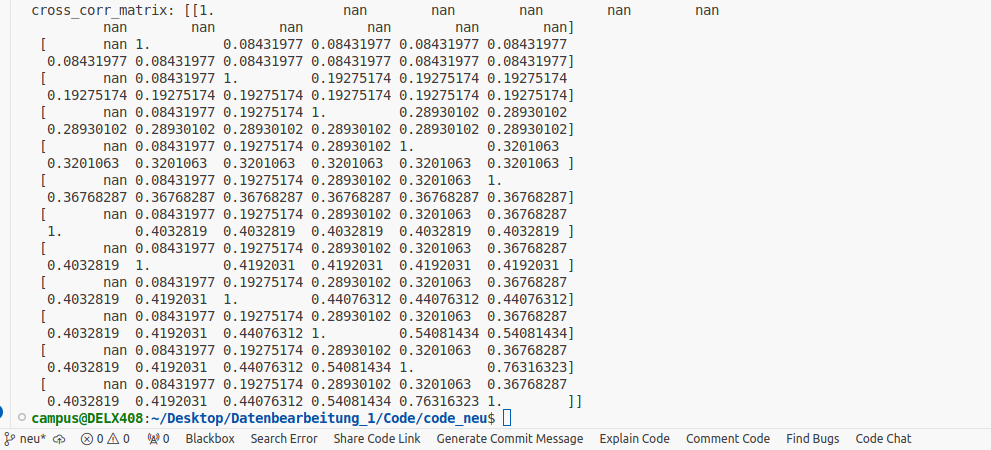 cross_corr_matrix: [[1.                nan        nan        nan        nan        nan
         nan        nan        nan        nan        nan        nan]
 [       nan 1.         0.08431977 0.08431977 0.08431977 0.08431977
  0.08431977 0.08431977 0.08431977 0.08431977 0.08431977 0.08431977]
 [       nan 0.08431977 1.         0.19275174 0.19275174 0.19275174
  0.19275174 0.19275174 0.19275174 0.19275174 0.19275174 0.19275174]
 [       nan 0.08431977 0.19275174 1.         0.28930102 0.28930102
  0.28930102 0.28930102 0.28930102 0.28930102 0.28930102 0.28930102]
 [       nan 0.08431977 0.19275174 0.28930102 1.         0.3201063
  0.3201063  0.3201063  0.3201063  0.3201063  0.3201063  0.3201063 ]
 [       nan 0.08431977 0.19275174 0.28930102 0.3201063  1.
  0.36768287 0.36768287 0.36768287 0.36768287 0.36768287 0.36768287]
 [       nan 0.08431977 0.19275174 0.28930102 0.3201063  0.36768287
  1.         0.4032819  0.4032819  0.4032819  0.4032819  0.4032819 ]
 [       nan 0.08431977 0.19275174 0.28930102 0.3201063  0.36768287
  0.4032819  1.         0.4192031  0.4192031  0.4192031  0.4192031 ]
 [       nan 0.08431977 0.19275174 0.28930102 0.3201063  0.36768287
  0.4032819  0.4192031  1.         0.44076312 0.44076312 0.44076312]
 [       nan 0.08431977 0.19275174 0.28930102 0.3201063  0.36768287
  0.4032819  0.4192031  0.44076312 1.         0.54081434 0.54081434]
 [       nan 0.08431977 0.19275174 0.28930102 0.3201063  0.36768287
  0.4032819  0.4192031  0.44076312 0.54081434 1.         0.76316323]
 [       nan 0.08431977 0.19275174 0.28930102 0.3201063  0.36768287
  0.4032819  0.4192031  0.44076312 0.54081434 0.76316323 1.        ]]
campus@DELX408:~/Desktop/Datenbearbeitung_1/Code/code_neu$
neu* 0 0 0 Blackbox Search Error Share Code Link Generate Commit Message Explain Code Comment Code Find Bugs Code Chat